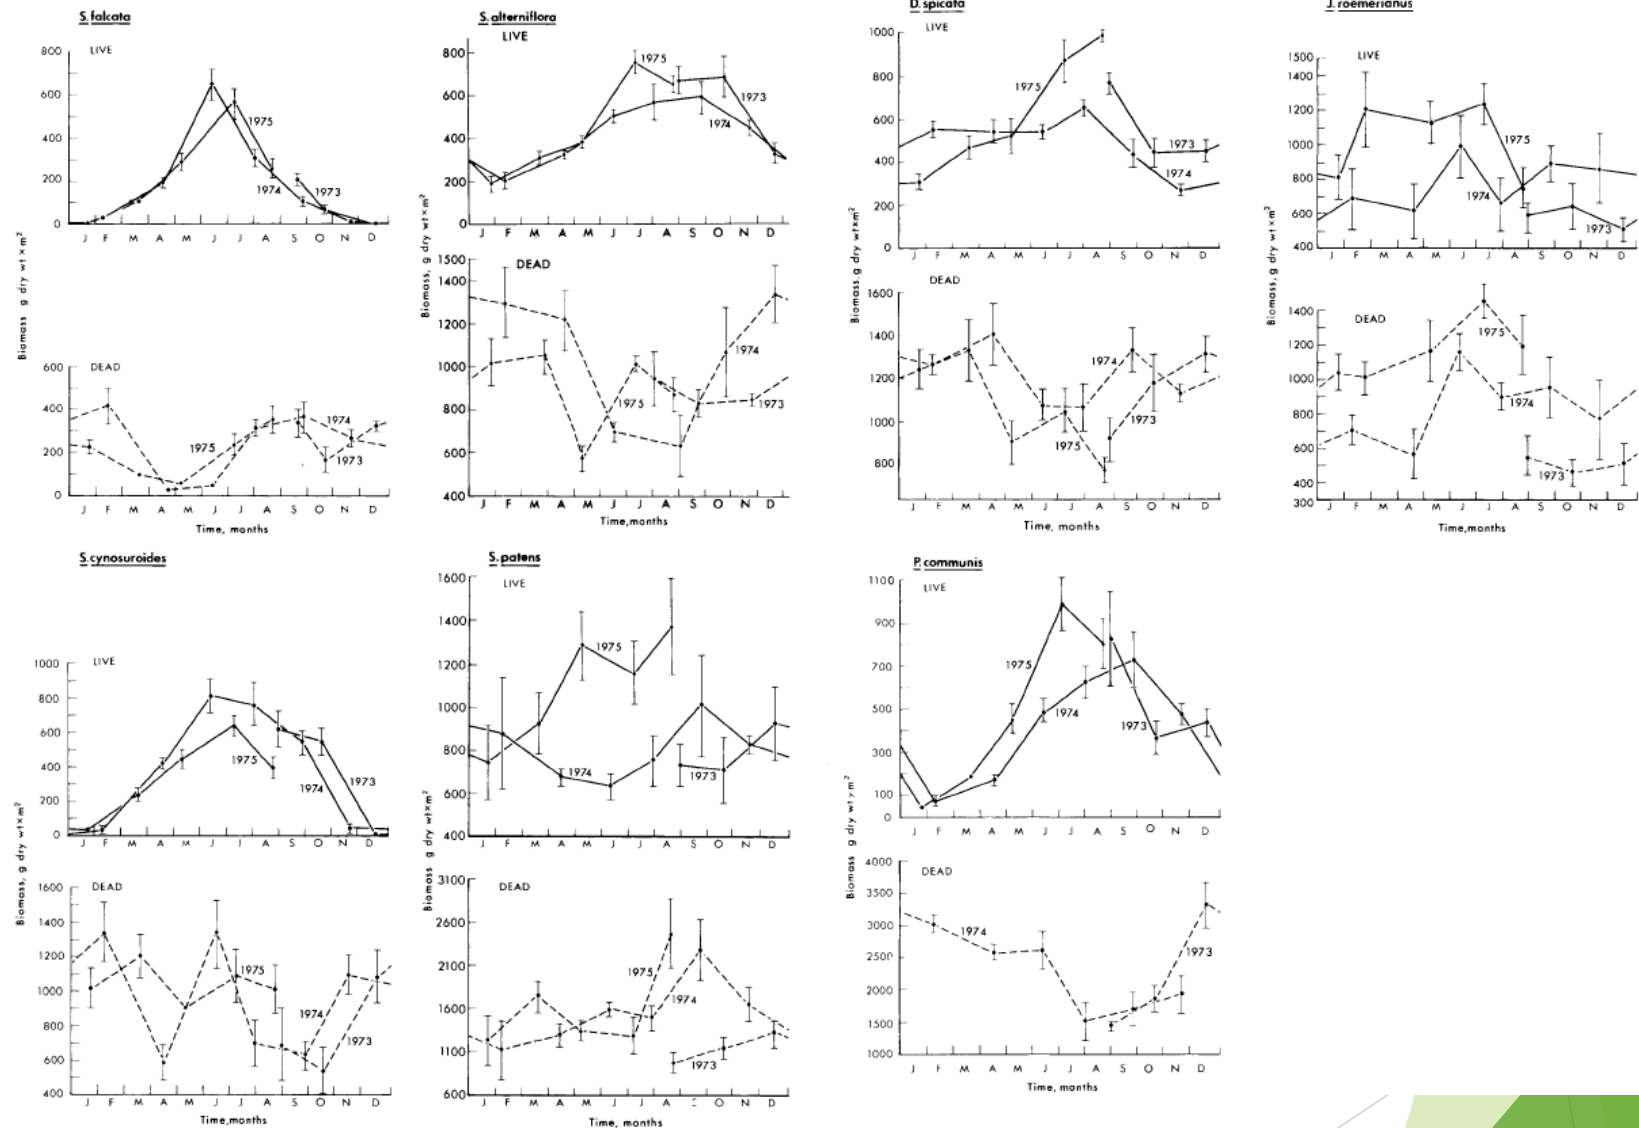 S. falcata
LIVE
800
600
400
200
0
1975
1974
1973
J F M A M J J A S O N D
DEAD
600
400
200
0
1974
1975
1973
J F M A M J J A S O N D
Biomass g dry wt × m²
Time, months
S. alterniflora
LIVE
800
600
400
200
0
1975
1973
1974
J F M A M J J A S O N D
DEAD
1500
1400
1200
1000
800
600
400
1974
1975
1973
J F M A M J J A S O N D
Biomass, g dry wt × m²
Time, months
D. spicata
LIVE
1000
800
600
400
200
0
1975
1973
1974
J F M A M J J A S O N D
DEAD
1600
1400
1200
1000
800
1974
1975
1973
J F M A M J J A S O N D
Biomass, g dry wt × m²
Time, months
J. roemerianus
LIVE
1500
1400
1200
1000
800
600
400
1975
1974
1973
J F M A M J J A S O N D
DEAD
1400
1200
1000
800
600
400
300
1975
1974
1973
J F M A M J J A S O N D
Biomass, g dry wt × m²
Time, months
S. cynosuroides
LIVE
1000
800
600
400
200
0
1975
1974
1973
J F M A M J J A S O N D
DEAD
1600
1400
1200
1000
800
600
400
1975
1974
1973
J F M A M J J A S O N D
Biomass, g dry wt × m²
Time, months
S. patens
LIVE
1600
1400
1200
1000
800
600
400
1975
1974
1973
J F M A M J J A S O N D
DEAD
3100
2600
2100
1600
1100
600
1975
1974
1973
J F M A M J J A O N D
Biomass g dry wt × m²
Time, months
P. communis
LIVE
1100
900
700
500
300
100
0
1975
1974
1973
J F M A M J J A S O N D
DEAD
4000
3500
3000
2500
2000
1500
1000
1974
1973
J F M A M J J A S O N D
Biomass g dry wt m²
Time, months